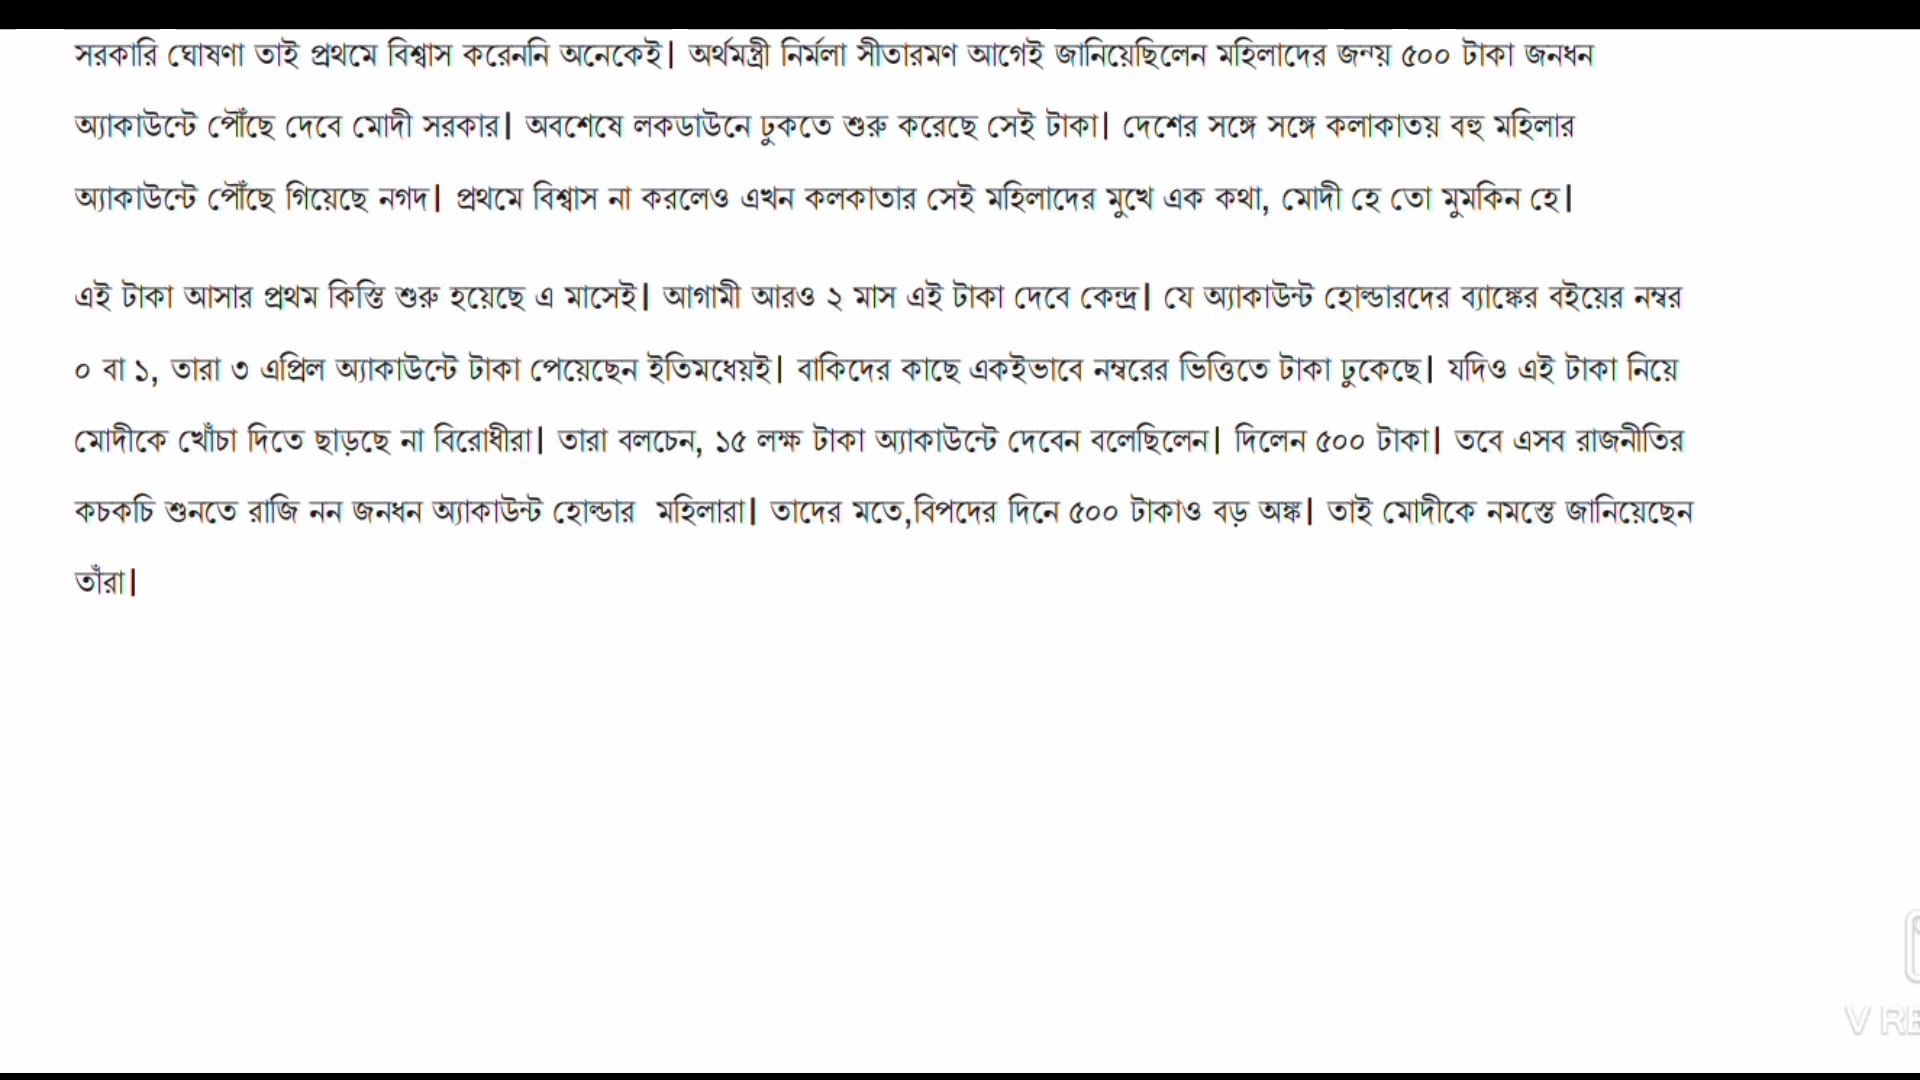 সরকারি ঘোষণা তাই প্রথমে বিশ্বাস করেননি অনেকেই| অর্থমন্ত্রী নির্মলা সীতারমণ আগেই জানিয়েছিলেন মহিলাদের জন্য় ৫০০ টাকা জনধন
অ্যাকাউন্টে পৌঁছে দেবে মোদী সরকার| অবশেষে লকডাউনে ঢুকতে শুরু করেছে সেই টাকা| দেশের সঙ্গে সঙ্গে কলাকাতয় বহু মহিলার
অ্যাকাউন্টে পৌঁছে গিয়েছে নগদ| প্রথমে বিশ্বাস না করলেও এখন কলকাতার সেই মহিলাদের মুখে এক কথা, মোদী হে তো মুমকিন হে|
এই টাকা আসার প্রথম কিস্তি শুরু হয়েছে এ মাসেই| আগামী আরও ২ মাস এই টাকা দেবে কেন্দ্র| যে অ্যাকাউন্ট হোল্ডারদের ব্যাঙ্কের বইয়ের নম্বর
০ বা ১, তারা ৩ এপ্রিল অ্যাকাউন্টে টাকা পেয়েছেন ইতিমধ্যেই| বাকিদের কাছে একইভাবে নম্বরের ভিত্তিতে টাকা ঢুকেছে| যদিও এই টাকা নিয়ে
মোদীকে খোঁচা দিতে ছাড়ছে না বিরোধীরা| তারা বলচেন, ১৫ লক্ষ টাকা অ্যাকাউন্টে দেবেন বলেছিলেন| দিলেন ৫০০ টাকা| তবে এসব রাজনীতির
কচকচি শুনতে রাজি নন জনধন অ্যাকাউন্ট হোল্ডার মহিলারা| তাদের মতে,বিপদের দিনে ৫০০ টাকাও বড় অঙ্ক| তাই মোদীকে নমস্তে জানিয়েছেন
তাঁরা|